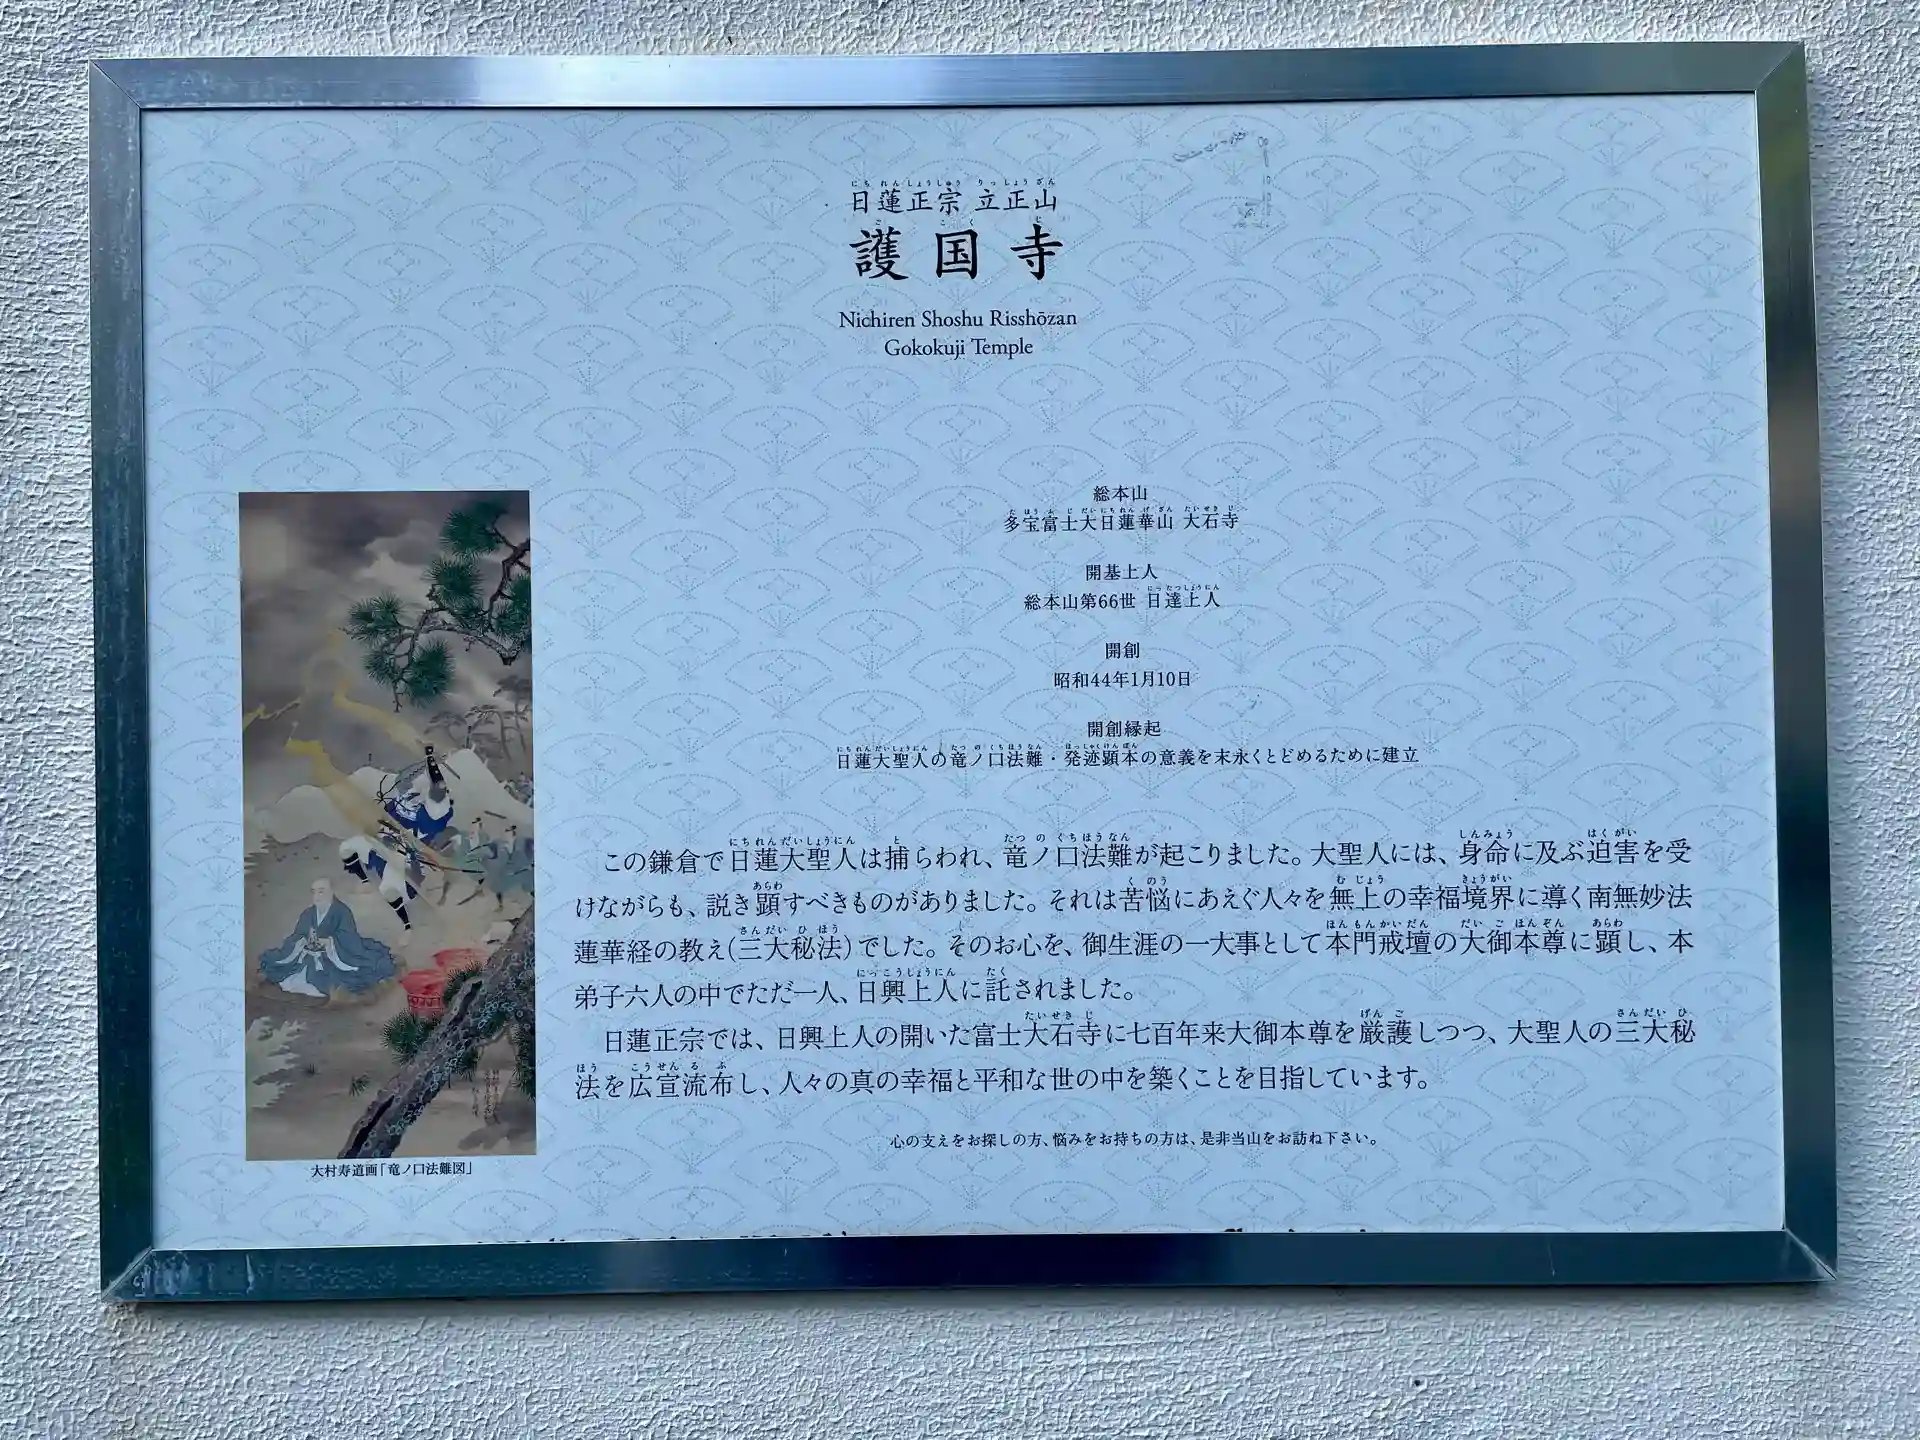 日蓮正宗 立正山
護国寺
Nichiren Shoshu Risshōzan
Gokokuji Temple
総本山
多宝富士大日蓮華山 大石寺
開基上人
総本山第66世 日達上人
開創
昭和44年1月10日
開創縁起
日蓮大聖人の竜ノ口法難・発迹顕本の意義を末永くとどめるために建立
この鎌倉で日蓮大聖人は捕らわれ、竜ノ口法難が起こりました。大聖人には、身命に及ぶ迫害を受
けながらも、説き顕すべきものがありました。それは苦悩にあえぐ人々を無上の幸福境界に導く南無妙法
蓮華経の教え(三大秘法)でした。そのお心を、御生涯の一大事として本門戒壇の大御本尊に顕し、本
弟子六人の中でただ一人、日興上人に託されました。
日蓮正宗では、日興上人の開いた富士大石寺に七百年来大御本尊を厳護しつつ、大聖人の三大秘
法を広宣流布し、人々の真の幸福と平和な世の中を築くことを目指しています。
心の支えをお探しの方、悩みをお持ちの方は、是非当山をお訪ね下さい。
大村寿道画「竜ノ口法難図」